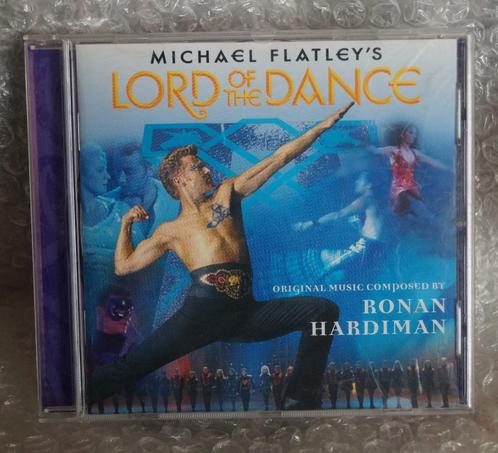 MICHAEL FLATLEY'S
LORD OF THE DANCE
ORIGINAL MUSIC COMPOSED BY
RONAN
HARDIMAN